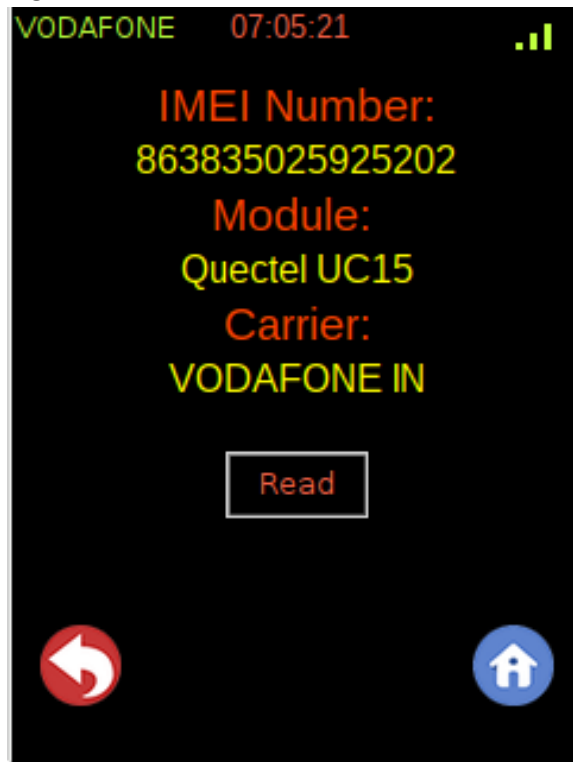 VODAFONE 07:05:21
IMEI Number:
863835025925202
Module:
Quectel UC15
Carrier:
VODAFONE IN
Read